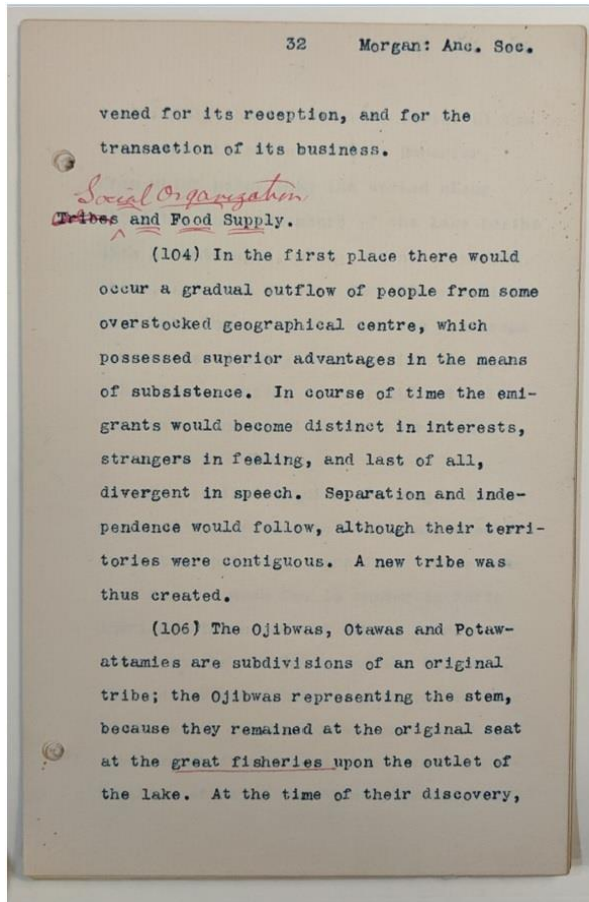 32 Morgan: Anc. Soc.
vened for its reception, and for the
transaction of its business.
Social Organization
Tribes and Food Supply.
(104) In the first place there would
occur a gradual outflow of people from some
overstocked geographical centre, which
possessed superior advantages in the means
of subsistence. In course of time the emi-
grants would become distinct in interests,
strangers in feeling, and last of all,
divergent in speech. Separation and inde-
pendence would follow, although their terri-
tories were contiguous. A new tribe was
thus created.
(106) The Ojibwas, Otawas and Potaw-
attamies are subdivisions of an original
tribe; the Ojibwas representing the stem,
because they remained at the original seat
at the great fisheries upon the outlet of
the lake. At the time of their discovery,